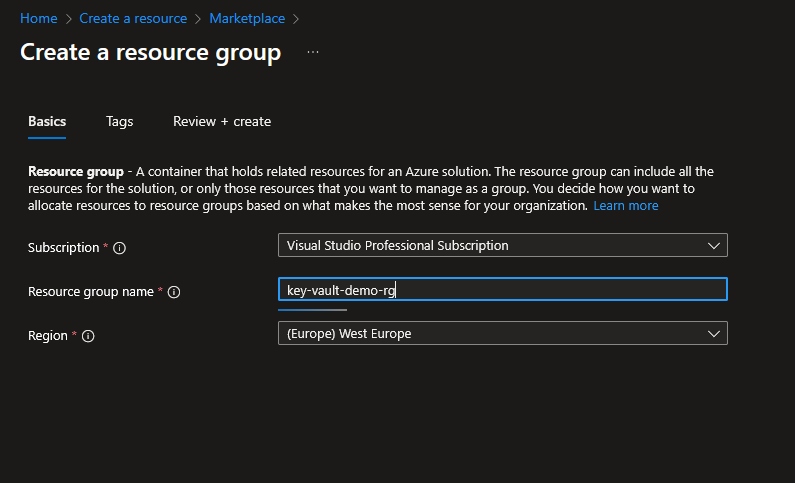 Home > Create a resource > Marketplace >
Create a resource group ...
Basics Tags Review + create
Resource group - A container that holds related resources for an Azure solution. The resource group can include all the
resources for the solution, or only those resources that you want to manage as a group. You decide how you want to
allocate resources to resource groups based on what makes the most sense for your organization. Learn more
Subscription * Visual Studio Professional Subscription
Resource group name * key-vault-demo-rg
Region * (Europe) West Europe